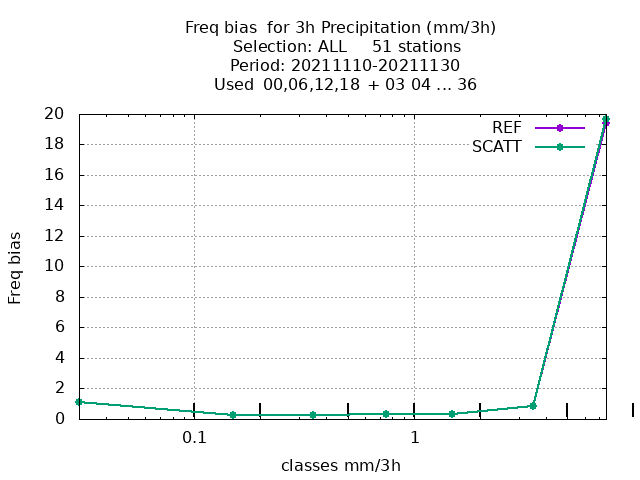 Freq bias  for 3h Precipitation (mm/3h)
Selection: ALL     51 stations
Period: 20211110-20211130
Used  00,06,12,18  + 03 04 ... 36
REF
SCATT
20
18
16
14
12
10
8
6
4
2
0
Freq bias
0.1
1
classes mm/3h